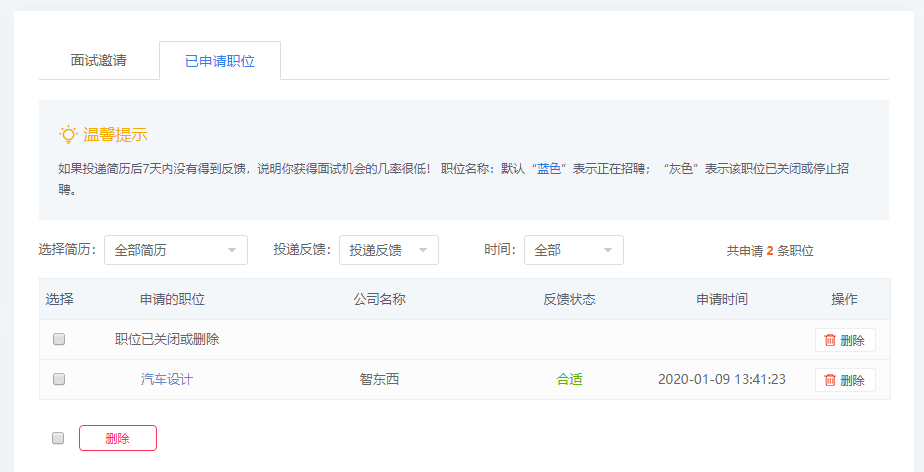 面试邀请 已申请职位
温馨提示
如果投递简历后7天内没有得到反馈，说明你获得面试机会的几率很低！ 职位名称：默认“蓝色”表示正在招聘；“灰色”表示该职位已关闭或停止招
聘。
选择简历： 全部简历 投递反馈： 投递反馈 时间： 全部 共申请 2 条职位
选择 申请的职位 公司名称 反馈状态 申请时间 操作
职位已关闭或删除 删除
汽车设计 智东西 合适 2020-01-09 13:41:23 删除
删除